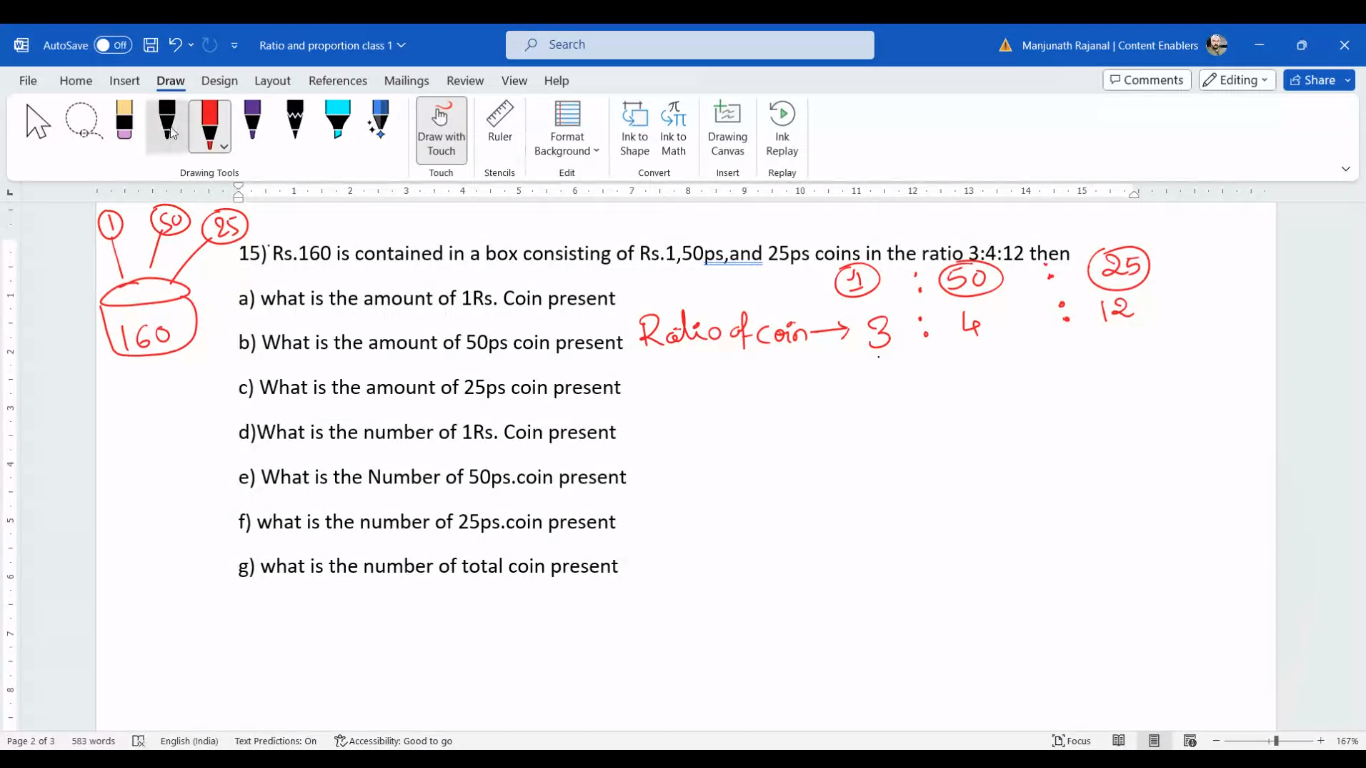 AutoSave Off Ratio and proportionath class 1 Search Manjunath Rajanal | Content Enablers
File Home Insert Draw Design Layout References Mailings Review View Help Comments Editing Share
Draw with Touch Ruler Format Background Ink to Shape Ink to Math Drawing Canvas Ink Replay
Drawing Tools Touch Stencils Edit Convert Insert Replay
1 2 3 4 5 6 7 8 9 10 11 12 13 14 15
1 50 25
160
15) Rs.160 is contained in a box consisting of Rs.1,50ps,and 25ps coins in the ratio 3:4:12 then
1 : 50 : 25
a) what is the amount of 1Rs. Coin present
Ratio of coin → 3 : 4 : 12
b) What is the amount of 50ps coin present
c) What is the amount of 25ps coin present
d)What is the number of 1Rs. Coin present
e) What is the Number of 50ps.coin present
f) what is the number of 25ps.coin present
g) what is the number of total coin present
1 2 3 4 5 6 7 8
Page 2 of 3 583 words English (India) Text Predictions: On Accessibility: Good to go Focus 167%